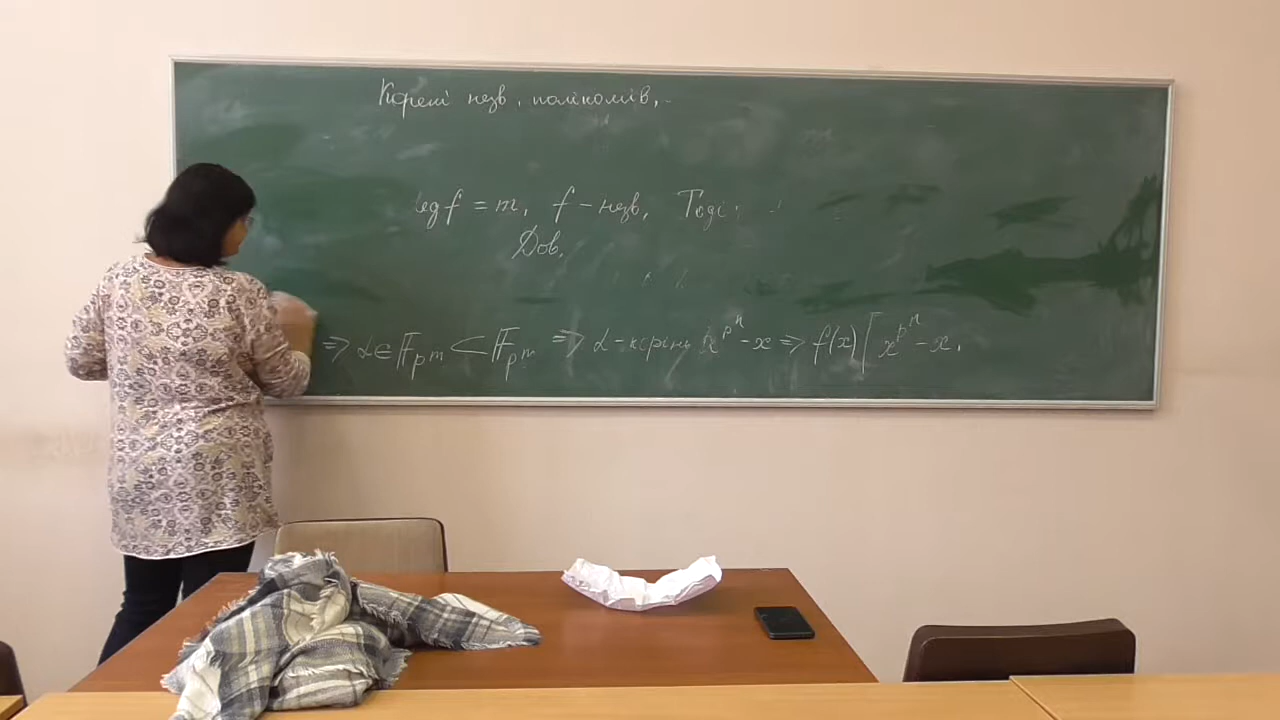 Корені незв. поліномів.
deg f = m, f – незв. Тоді:
Дов.
⇒ α ∈ 𝔽_{p^m} ⊂ 𝔽_{p^m} ⇒ α – корінь x^{p^n} – x ⇒ f(x) | x^{p^n} – x.